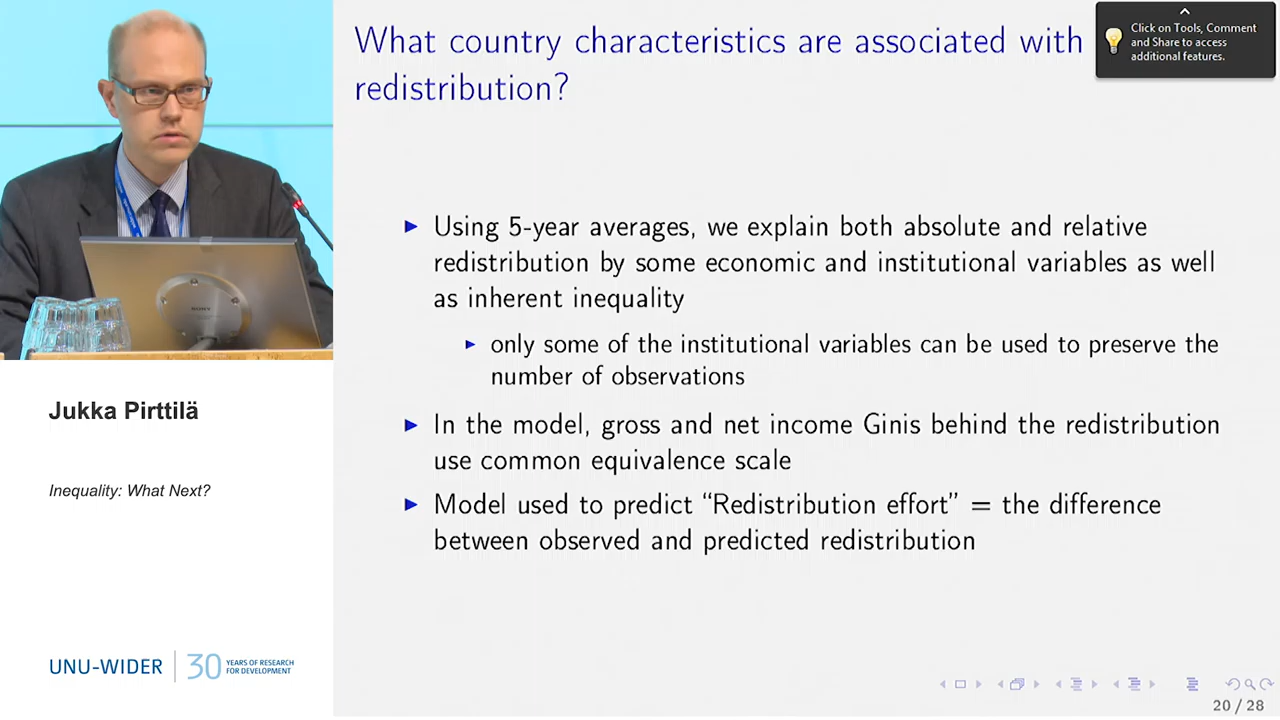 What country characteristics are associated with
redistribution?
Click on Tools, Comment
and Share to access
additional features.
▶ Using 5-year averages, we explain both absolute and relative
redistribution by some economic and institutional variables as well
as inherent inequality
▶ only some of the institutional variables can be used to preserve the
number of observations
▶ In the model, gross and net income Ginis behind the redistribution
use common equivalence scale
▶ Model used to predict “Redistribution effort” = the difference
between observed and predicted redistribution
SONY
Jukka Pirttilä
Inequality: What Next?
UNU-WIDER
30 YEARS OF RESEARCH
FOR DEVELOPMENT
20 / 28